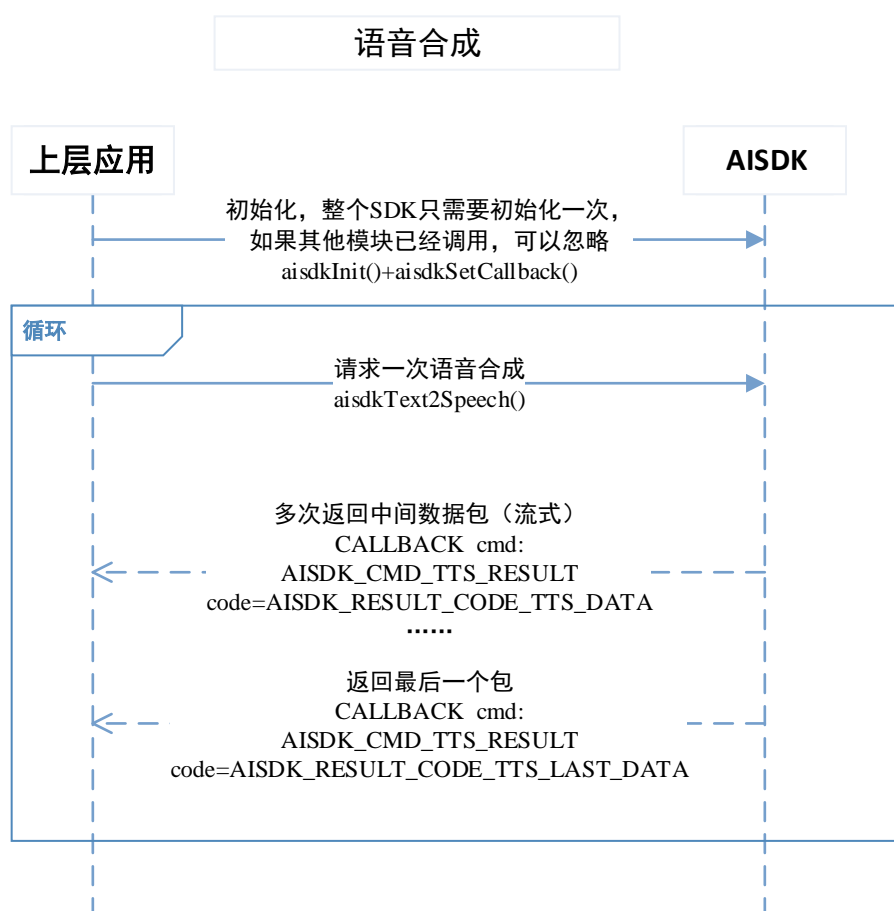 语音合成
上层应用
AISDK
初始化，整个SDK只需要初始化一次，
如果其他模块已经调用，可以忽略
aisdkInit()+aisdkSetCallback()
循环
请求一次语音合成
aisdkText2Speech()
多次返回中间数据包（流式）
CALLBACK cmd:
AISDK_CMD_TTS_RESULT
code=AISDK_RESULT_CODE_TTS_DATA
……
返回最后一个包
CALLBACK cmd:
AISDK_CMD_TTS_RESULT
code=AISDK_RESULT_CODE_TTS_LAST_DATA